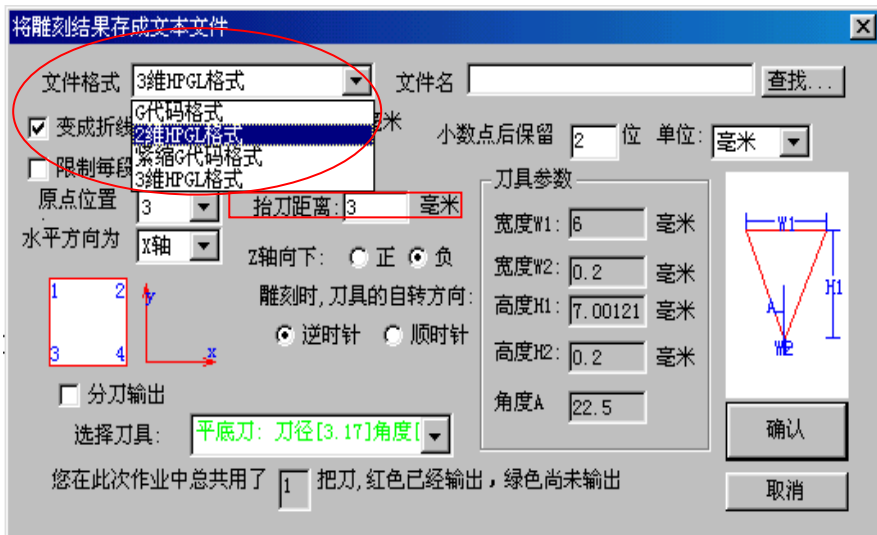 将雕刻结果存成文本文件
文件格式 3维HPGL格式 文件名 查找...
G代码格式
2维HPGL格式
紧缩G代码格式
3维HPGL格式
变成折线 毫米 小数点后保留 2 位 单位: 毫米
限制每段
原点位置 3 抬刀距离: 3 毫米
水平方向为 X轴 Z轴向下: 正 负
雕刻时,刀具的自转方向:
逆时针 顺时针
1 2 3 4 y x
刀具参数
宽度W1: 6 毫米
宽度W2: 0.2 毫米
高度H1: 7.00121 毫米
高度H2: 0.2 毫米
角度A 22.5
W1 H1 A
分刀输出
选择刀具: 平底刀: 刀径[3.17]角度[
确认
您在此次作业中总共用了 1 把刀,红色已经输出,绿色尚未输出
取消